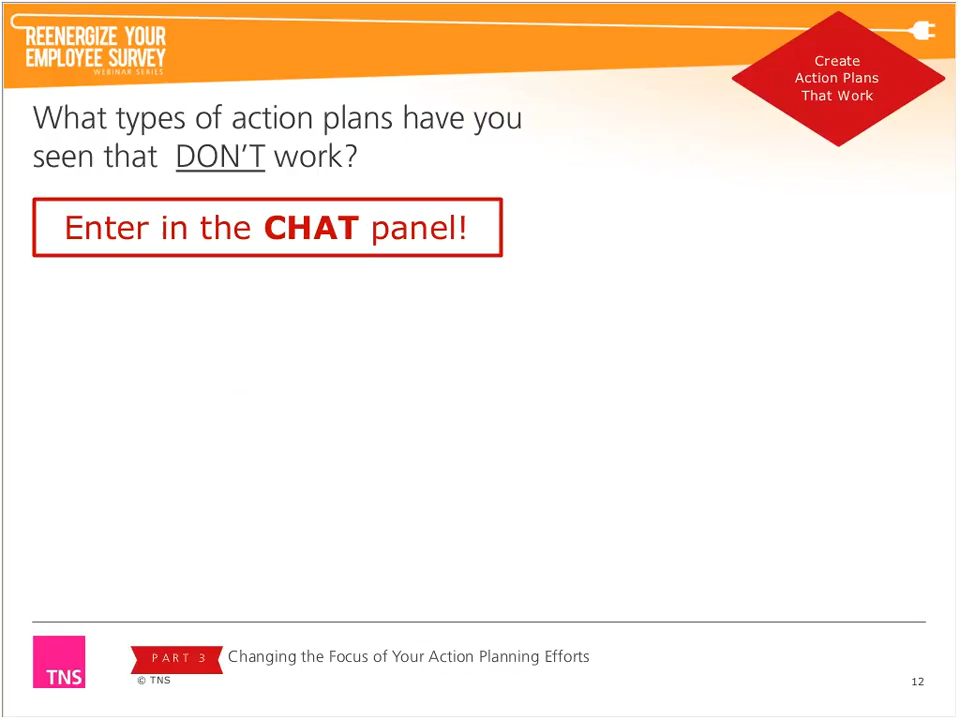 REENERGIZE YOUR
EMPLOYEE SURVEY
WEBINAR SERIES
Create
Action Plans
That Work
What types of action plans have you
seen that DON'T work?
Enter in the CHAT panel!
TNS
PART 3
Changing the Focus of Your Action Planning Efforts
© TNS
12